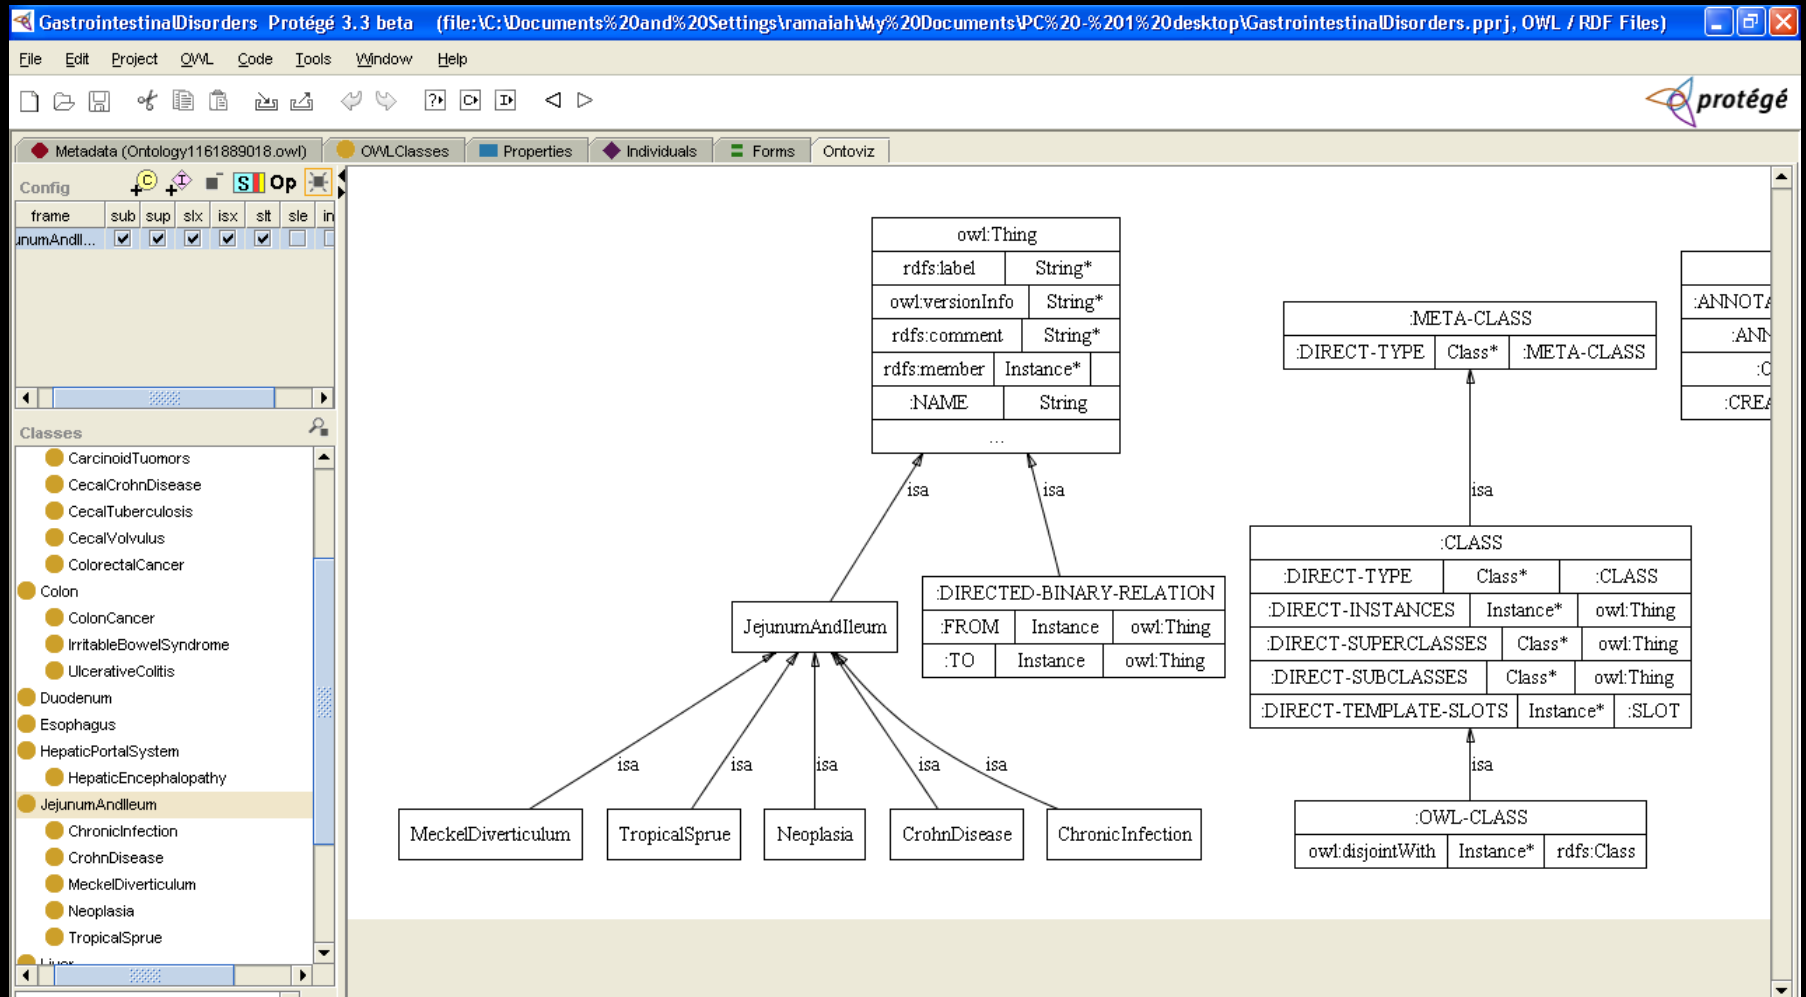 GastrointestinalDisorders Protégé 3.3 beta (file:\C:\Documents%20and%20Settings\ramaiah\My%20Documents\PC%20-%201%20desktop\GastrointestinalDisorders.pprj, OWL / RDF Files)
File Edit Project OWL Code Tools Window Help
protégé
Metadata (Ontology1161889018.owl) OWLClasses Properties Individuals Forms Ontoviz
Config C I S Op
frame sub sup slx isx slt sle in
Classes
CarcinoidTuomors
CecalCrohnDisease
CecalTuberculosis
CecalVolvulus
ColorectalCancer
Colon
ColonCancer
IrritableBowelSyndrome
UlcerativeColitis
Duodenum
Esophagus
HepaticPortalSystem
HepaticEncephalopathy
JejunumAndIleum
ChronicInfection
CrohnDisease
MeckelDiverticulum
Neoplasia
TropicalSprue
owl:Thing
rdfs:label String*
owl:versionInfo String*
rdfs:comment String*
rdfs:member Instance*
:NAME String
...
isa isa
JejunumAndIleum
:DIRECTED-BINARY-RELATION
:FROM Instance owl:Thing
:TO Instance owl:Thing
isa isa isa isa isa
MeckelDiverticulum TropicalSprue Neoplasia CrohnDisease ChronicInfection
:META-CLASS
:DIRECT-TYPE Class* :META-CLASS
isa
:CLASS
:DIRECT-TYPE Class* :CLASS
:DIRECT-INSTANCES Instance* owl:Thing
:DIRECT-SUPERCLASSES Class* owl:Thing
:DIRECT-SUBCLASSES Class* owl:Thing
:DIRECT-TEMPLATE-SLOTS Instance* :SLOT
isa
:OWL-CLASS
owl:disjointWith Instance* rdfs:Class